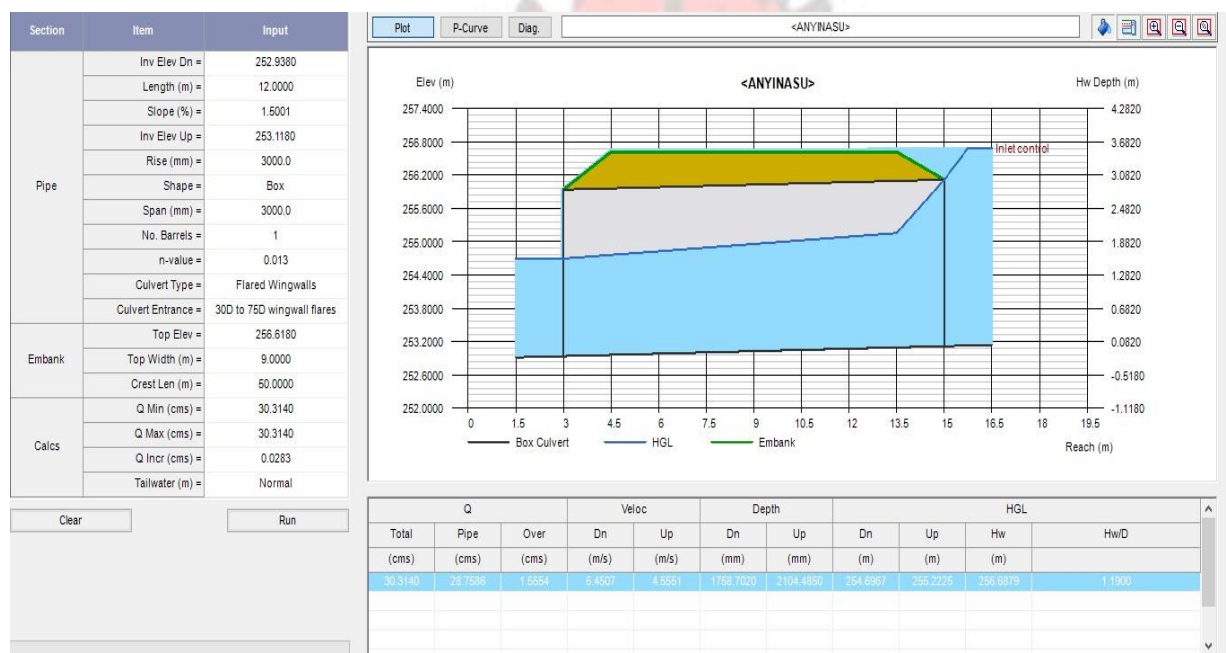 Section Item Input
Pipe
Inv Elev Dn = 252.9380
Length (m) = 12.0000
Slope (%) = 1.5001
Inv Elev Up = 253.1180
Rise (mm) = 3000.0
Shape = Box
Span (mm) = 3000.0
No. Barrels = 1
n-value = 0.013
Culvert Type = Flared Wingwalls
Culvert Entrance = 30D to 75D wingwall flares
Embank
Top Elev = 256.6180
Top Width (m) = 9.0000
Crest Len (m) = 50.0000
Calcs
Q Min (cms) = 30.3140
Q Max (cms) = 30.3140
Q Incr (cms) = 0.0283
Tailwater (m) = Normal
Clear Run
Plot P-Curve Diag. <ANYINASU>
Elev (m) <ANYINASU> Hw Depth (m)
257.4000 4.2820
256.8000 3.6820
Inlet control
256.2000 3.0820
255.6000 2.4820
255.0000 1.8820
254.4000 1.2820
253.8000 0.6820
253.2000 0.0820
252.6000 -0.5180
252.0000 -1.1180
0 1.5 3 4.5 6 7.5 9 10.5 12 13.5 15 16.5 18 19.5
Box Culvert HGL Embank Reach (m)
Q Veloc Depth HGL
Total Pipe Over Dn Up Dn Up Dn Up Hw Hw/D
(cms) (cms) (cms) (m/s) (m/s) (mm) (mm) (m) (m) (m)
30.3140 28.7586 1.5554 5.4507 4.5551 1758.7020 2104.4850 254.6967 255.2225 256.6879 1.1900